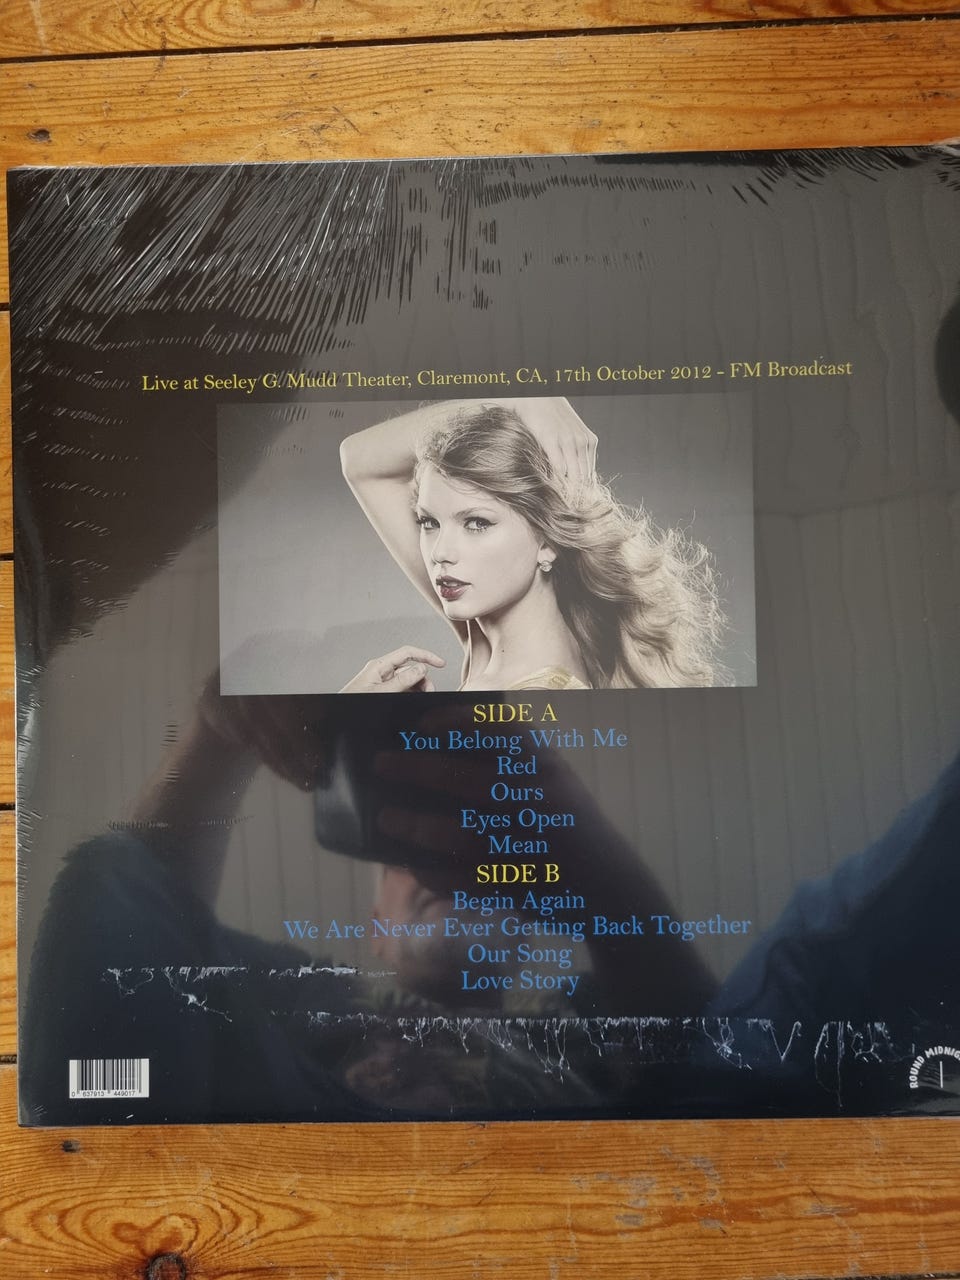 Live at Seeley G. Mudd Theater, Claremont, CA, 17th October 2012 - FM Broadcast
SIDE A
You Belong With Me
Red
Ours
Eyes Open
Mean
SIDE B
Begin Again
We Are Never Ever Getting Back Together
Our Song
Love Story
0 637913 449017
ROUND